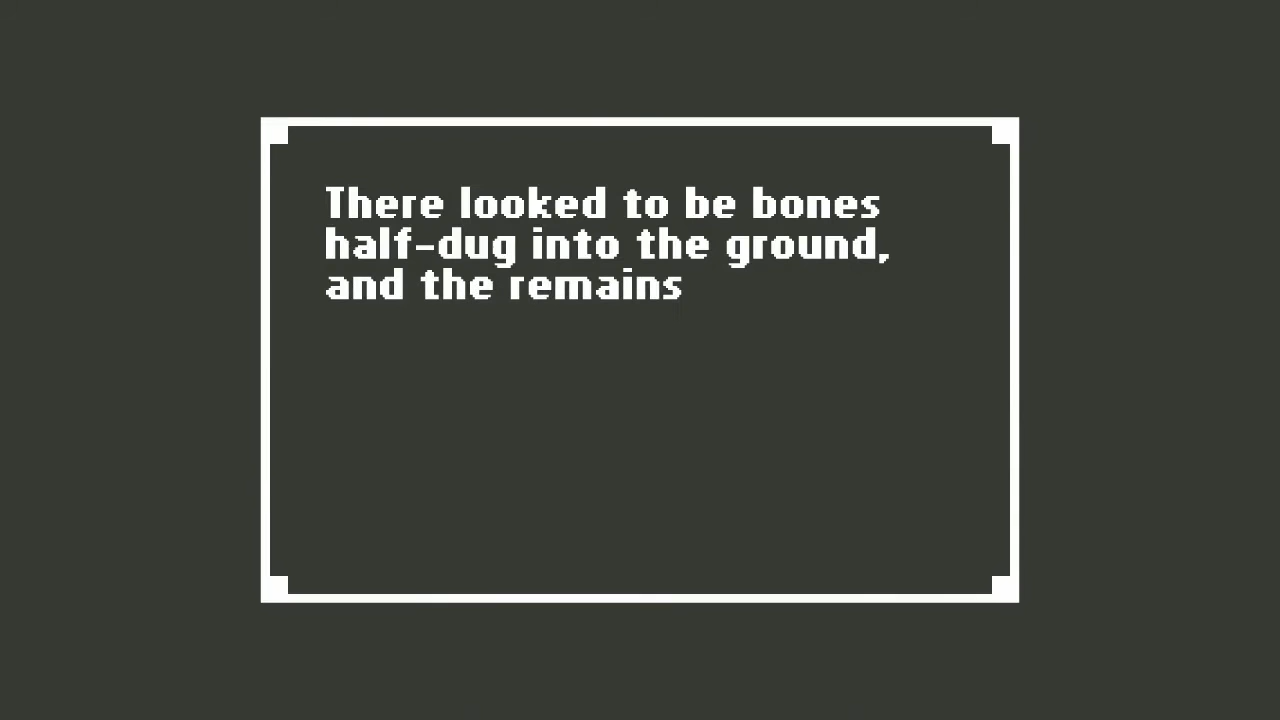 There looked to be bones
half-dug into the ground,
and the remains